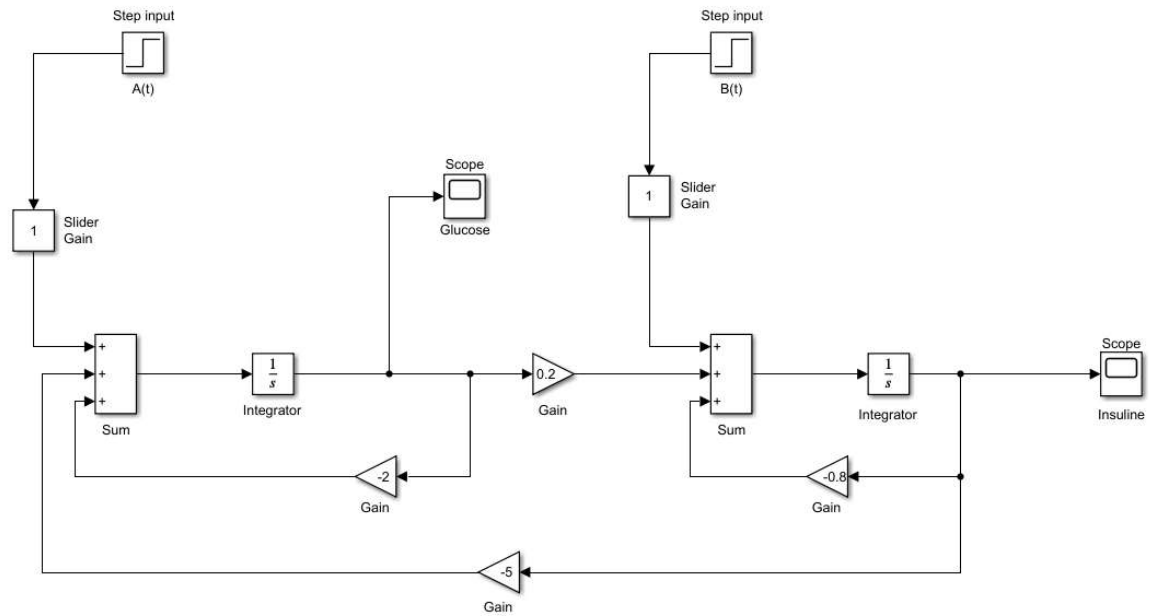 Step input
A(t)
Step input
B(t)
1
Slider
Gain
Scope
Glucose
1
Slider
Gain
+
+
+
Sum
1
s
Integrator
0.2
Gain
+
+
+
Sum
1
s
Integrator
Scope
Insuline
-2
Gain
-0.8
Gain
-5
Gain